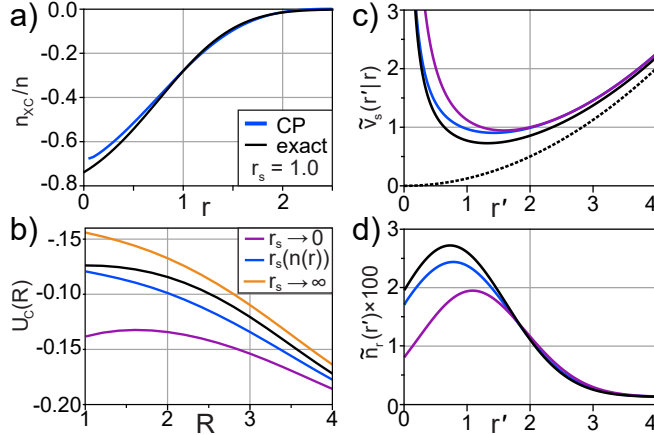 a)
n_XC/n
0.0
-0.2
-0.4
-0.6
-0.8
CP
exact
r_s = 1.0
0
1
2
r
c)
ṽ_s(r′|r)
3
2
1
0
0
1
2
3
4
r′
b)
U_C(R)
-.15
-0.10
-0.15
-0.20
r_s → 0
r_s(n(r))
r_s → ∞
1
2
3
4
R
d)
ñ_r(r′)×100
3
2
1
0
0
1
2
3
4
r′